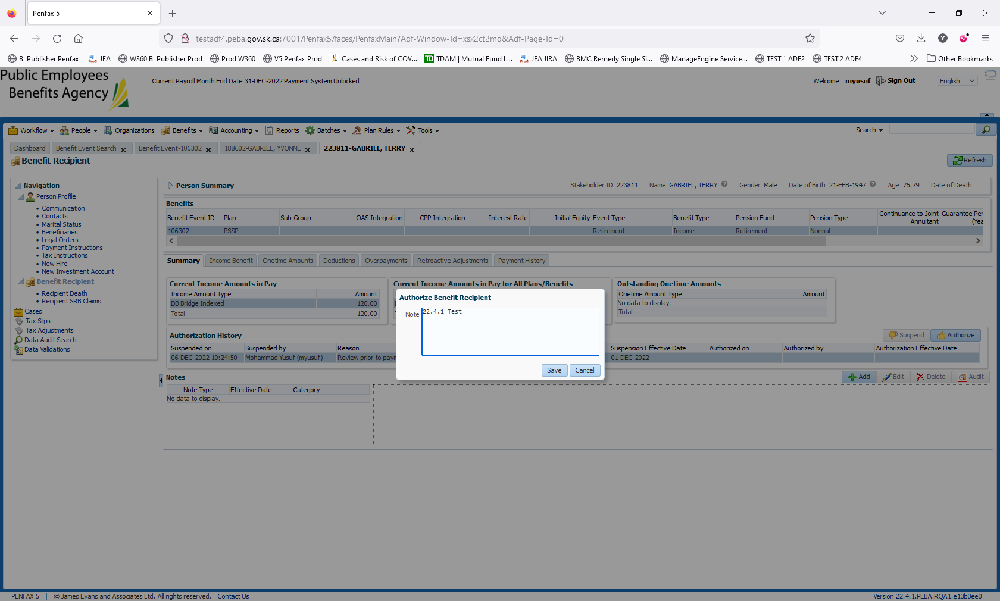 Penfax 5
testadf4.peba.gov.sk.ca:7001/Penfax5/faces/PenfaxMain?Adf-Window-Id=xsx2ct2mq&Adf-Page-Id=0
BI Publisher Penfax JEA W360 BI Publisher Prod Prod W360 V5 Penfax Prod Cases and Risk of COV... TDAM | Mutual Fund L... JEA JIRA BMC Remedy Single Si... ManageEngine Service... TEST 1 ADF2 TEST 2 ADF4 Other Bookmarks
Public Employees
Benefits Agency
Current Payroll Month End Date 31-DEC-2022 Payment System Unlocked
Welcome myusuf Sign Out English
Workflow People Organizations Benefits Accounting Reports Batches Plan Rules Tools Search
Dashboard Benefit Event Search Benefit Event-106302 188602-GABRIEL, YVONNE 223811-GABRIEL, TERRY
Benefit Recipient Refresh
Navigation
Person Profile
Communication
Contacts
Marital Status
Beneficiaries
Legal Orders
Payment Instructions
Tax Instructions
New Hire
New Investment Account
Benefit Recipient
Recipient Death
Recipient SRB Claims
Cases
Tax Slips
Tax Adjustments
Data Audit Search
Data Validations
Person Summary Stakeholder ID 223811 Name GABRIEL, TERRY Gender Male Date of Birth 21-FEB-1947 Age 75.79 Date of Death
Benefits
Benefit Event ID Plan Sub-Group OAS Integration CPP Integration Interest Rate Initial Equity Event Type Benefit Type Pension Fund Pension Type Continuance to Joint Annuitant Guarantee Per (Yea
106302 PSSP Retirement Income Retirement Normal
Summary Income Benefit Onetime Amounts Deductions Overpayments Retroactive Adjustments Payment History
Current Income Amounts in Pay
Income Amount Type Amount
DB Bridge Indexed 120.00
Total 120.00
Current Income Amounts in Pay for All Plans/Benefits
Outstanding Onetime Amounts
Onetime Amount Type Amount
No data to display.
Total
Authorize Benefit Recipient
Note 22.4.1 Test
Save Cancel
Authorization History Suspend Authorize
Suspended on Suspended by Reason Suspension Effective Date Authorized on Authorized by Authorization Effective Date
06-DEC-2022 10:24:50 Mohammad Yusuf (myusuf) Review prior to payr 01-DEC-2022
Notes Add Edit Delete Audit
Note Type Effective Date Category
No data to display.
PENFAX 5 | © James Evans and Associates Ltd. All rights reserved. Contact Us Version 22.4.1.PEBA.RQA1.e13b0ee0